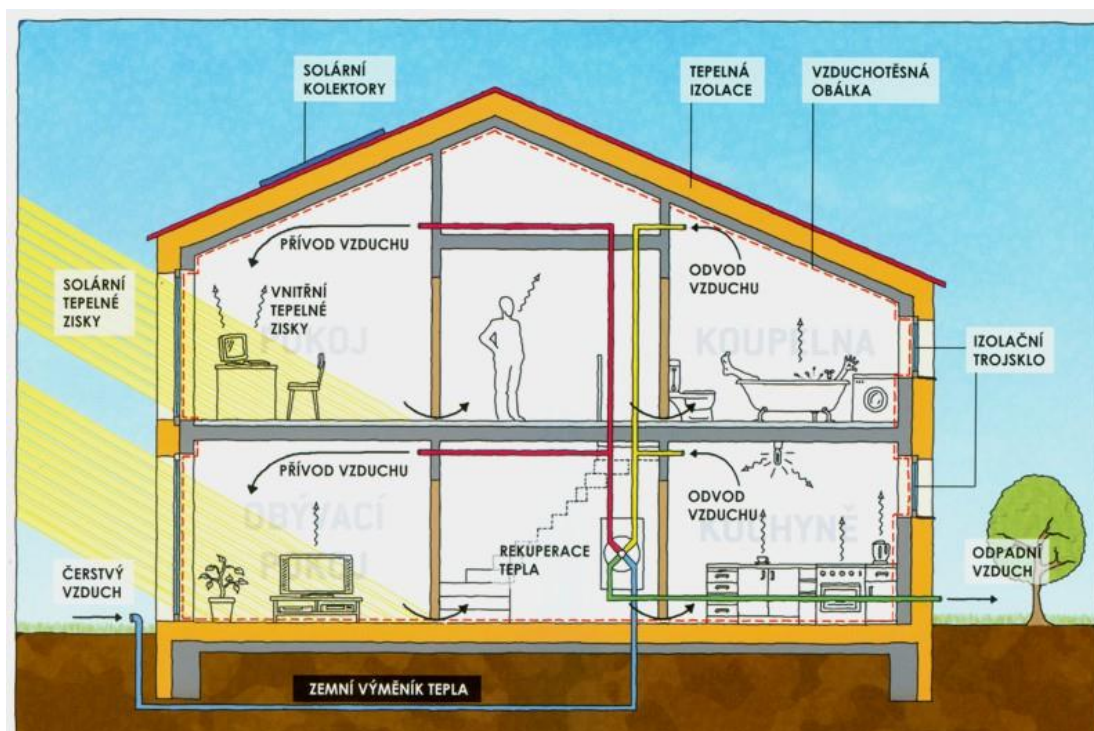 SOLÁRNÍ
KOLEKTORY
TEPELNÁ
IZOLACE
VZDUCHOTĚSNÁ
OBÁLKA
PŘÍVOD VZDUCHU
ODVOD
VZDUCHU
SOLÁRNÍ
TEPELNÉ
ZISKY
VNITŘNÍ
TEPELNÉ
ZISKY
POKOJ
KOUPELNA
IZOLAČNÍ
TROJSKLO
PŘÍVOD VZDUCHU
ODVOD
VZDUCHU
OBÝVACÍ
POKOJ
KUCHYNĚ
REKUPERACE
TEPLA
ČERSTVÝ
VZDUCH
ODPADNÍ
VZDUCH
ZEMNÍ VÝMĚNÍK TEPLA